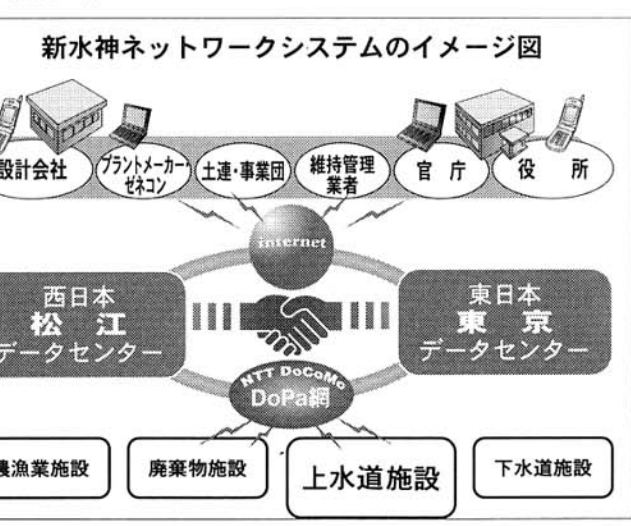 新水神ネットワークシステムのイメージ図
設計会社
プラントメーカー・
ゼネコン
土連・事業団
維持管理
業者
官庁
役所
internet
西日本
松江
データセンター
東日本
東京
データセンター
NTT DoCoMo
DoPa網
農漁業施設
廃棄物施設
上水道施設
下水道施設